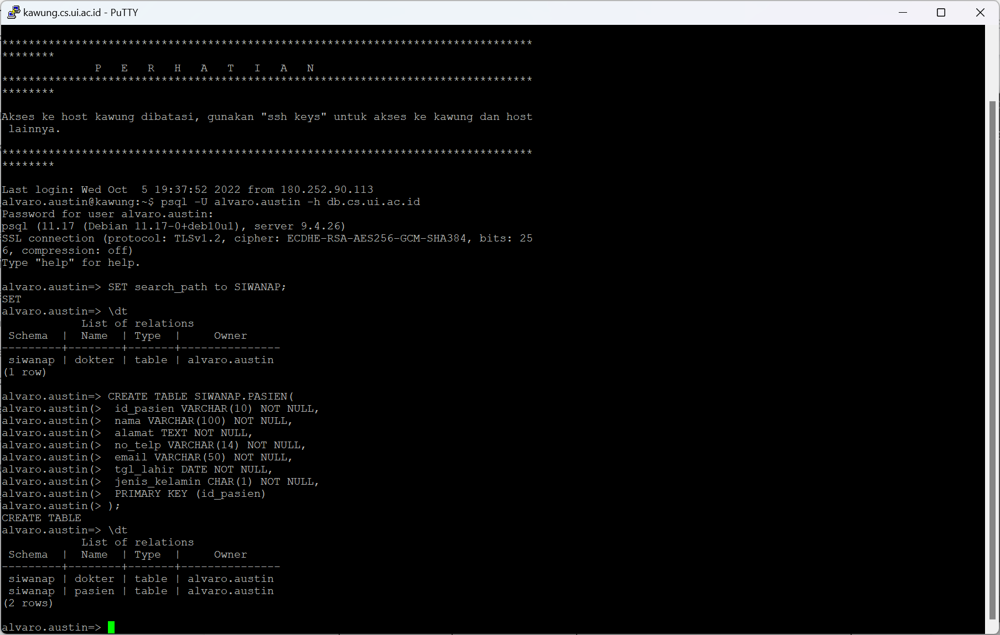 kawung.cs.ui.ac.id - PuTTY
********************************************************************************
********
              P   E   R   H   A   T   I   A   N
********************************************************************************
********
Akses ke host kawung dibatasi, gunakan "ssh keys" untuk akses ke kawung dan host
 lainnya.
********************************************************************************
********
Last login: Wed Oct  5 19:37:52 2022 from 180.252.90.113
alvaro.austin@kawung:~$ psql -U alvaro.austin -h db.cs.ui.ac.id
Password for user alvaro.austin:
psql (11.17 (Debian 11.17-0+deb10u1), server 9.4.26)
SSL connection (protocol: TLSv1.2, cipher: ECDHE-RSA-AES256-GCM-SHA384, bits: 25
6, compression: off)
Type "help" for help.
alvaro.austin=> SET search_path to SIWANAP;
SET
alvaro.austin=> \dt
            List of relations
 Schema  |  Name  | Type  |     Owner
---------+--------+-------+---------------
 siwanap | dokter | table | alvaro.austin
(1 row)
alvaro.austin=> CREATE TABLE SIWANAP.PASIEN(
alvaro.austin(>  id_pasien VARCHAR(10) NOT NULL,
alvaro.austin(>  nama VARCHAR(100) NOT NULL,
alvaro.austin(>  alamat TEXT NOT NULL,
alvaro.austin(>  no_telp VARCHAR(14) NOT NULL,
alvaro.austin(>  email VARCHAR(50) NOT NULL,
alvaro.austin(>  tgl_lahir DATE NOT NULL,
alvaro.austin(>  jenis_kelamin CHAR(1) NOT NULL,
alvaro.austin(>  PRIMARY KEY (id_pasien)
alvaro.austin(> );
CREATE TABLE
alvaro.austin=> \dt
            List of relations
 Schema  |  Name  | Type  |     Owner
---------+--------+-------+---------------
 siwanap | dokter | table | alvaro.austin
 siwanap | pasien | table | alvaro.austin
(2 rows)
alvaro.austin=>